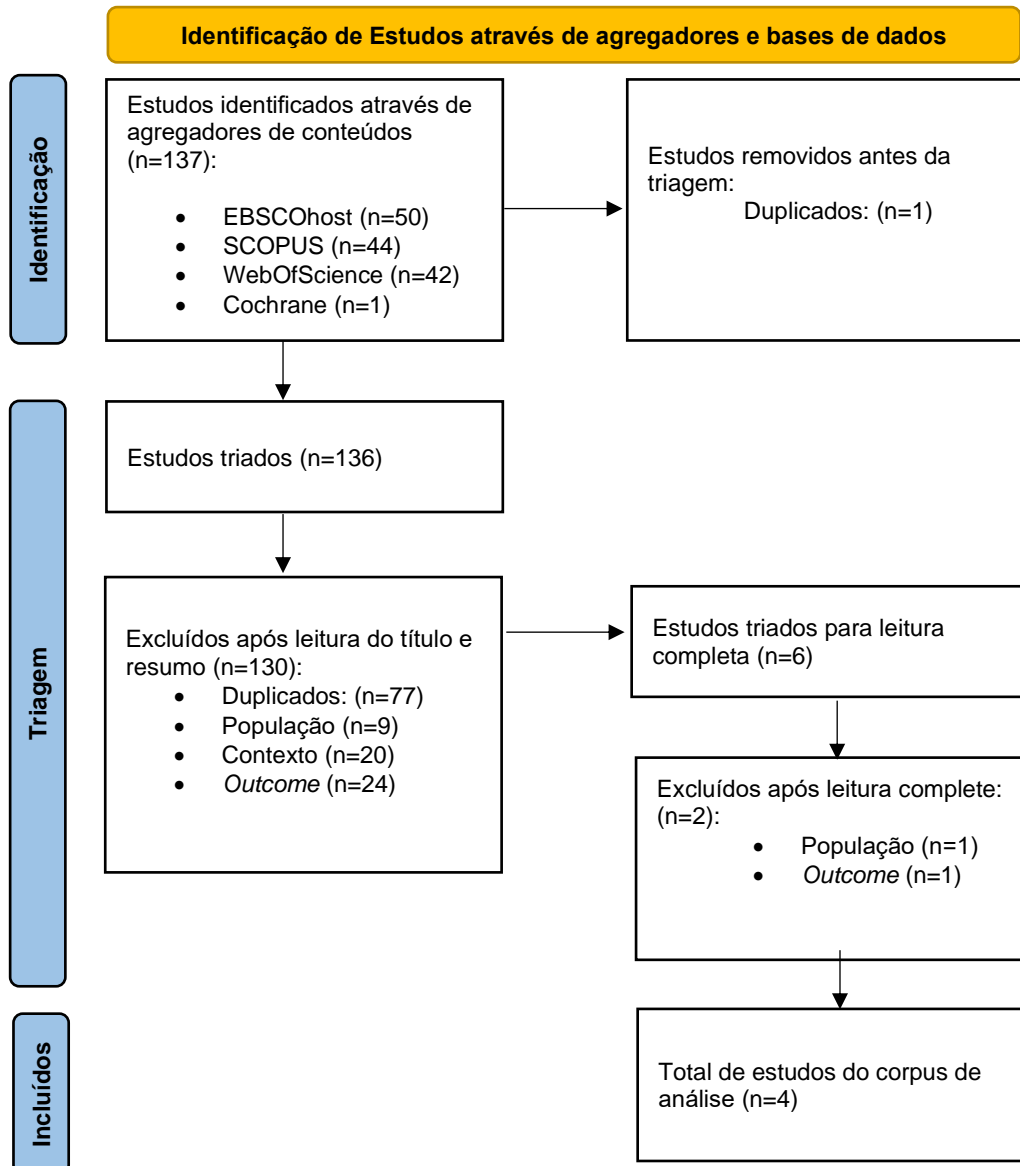 Identificação de Estudos através de agregadores e bases de dados
Identificação
Estudos identificados através de
agregadores de conteúdos
(n=137):
• EBSCOhost (n=50)
• SCOPUS (n=44)
• WebOfScience (n=42)
• Cochrane (n=1)
Estudos removidos antes da
triagem:
Duplicados: (n=1)
Triagem
Estudos triados (n=136)
Excluídos após leitura do título e
resumo (n=130):
• Duplicados: (n=77)
• População (n=9)
• Contexto (n=20)
• Outcome (n=24)
Estudos triados para leitura
completa (n=6)
Excluídos após leitura complete:
(n=2):
• População (n=1)
• Outcome (n=1)
Incluídos
Total de estudos do corpus de
análise (n=4)